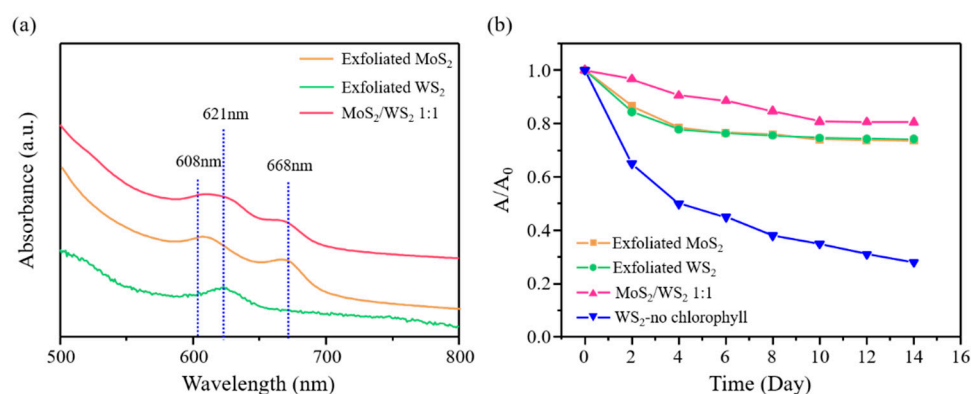 (a)
Exfoliated MoS₂
Exfoliated WS₂
MoS₂/WS₂ 1:1
621nm
608nm
668nm
Absorbance (a.u.)
500
600
700
800
Wavelength (nm)
(b)
1.0
0.8
0.6
0.4
0.2
0.0
A/A₀
Exfoliated MoS₂
Exfoliated WS₂
MoS₂/WS₂ 1:1
WS₂-no chlorophyll
0
2
4
6
8
10
12
14
16
Time (Day)